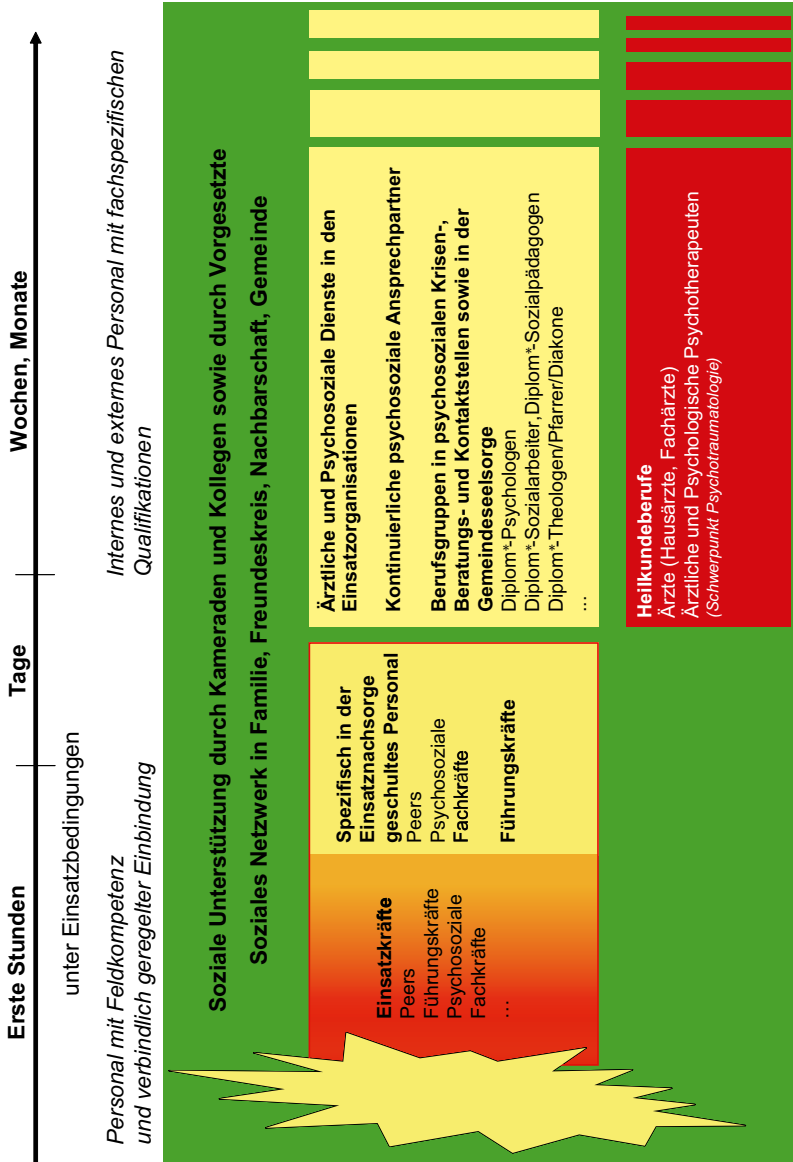 Erste Stunden
Tage
Wochen, Monate
unter Einsatzbedingungen
Personal mit Feldkompetenz
und verbindlich geregelter Einbindung
Internes und externes Personal mit fachspezifischen
Qualifikationen
Soziale Unterstützung durch Kameraden und Kollegen sowie durch Vorgesetzte
Soziales Netzwerk in Familie, Freundeskreis, Nachbarschaft, Gemeinde
Einsatzkräfte
Peers
Führungskräfte
Psychosoziale
Fachkräfte
...
Spezifisch in der
Einsatznachsorge
geschultes Personal
Peers
Psychosoziale
Fachkräfte
Führungskräfte
Ärztliche und Psychosoziale Dienste in den
Einsatzorganisationen
Kontinuierliche psychosoziale Ansprechpartner
Berufsgruppen in psychosozialen Krisen-,
Beratungs- und Kontaktstellen sowie in der
Gemeindeseelsorge
Diplom*-Psychologen
Diplom*-Sozialarbeiter,Diplom*-Sozialpädagogen
Diplom*-Theologen/Pfarrer/Diakone
...
Heilkundeberufe
Ärzte (Hausärzte, Fachärzte)
Ärztliche und Psychologische Psychotherapeuten
(Schwerpunkt Psychotraumatologie)